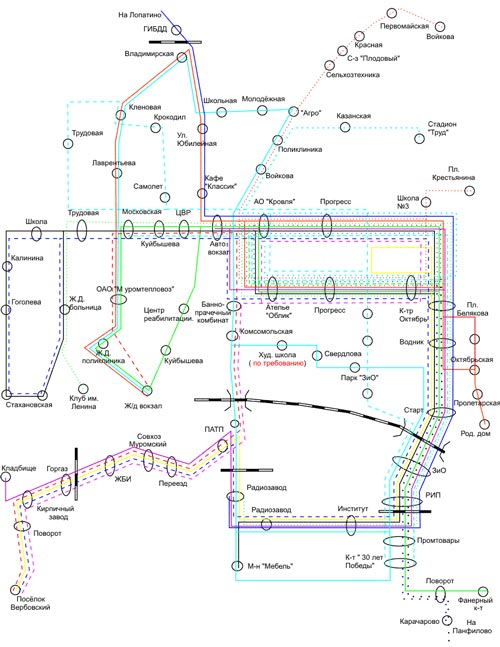 На Лопатино
ГИБДД
Владимирская
Первомайская
Войкова
Красная
С-з "Плодовый"
Сельхозтехника
Кленовая
Крокодил
Школьная
Молодёжная
"Агро"
Казанская
Стадион
"Труд"
Трудовая
Ул.
Юбилейная
Поликлиника
Лаврентьева
Самолет
Кафе
"Классик"
Войкова
Пл.
Крестьянина
Школа
№3
Школа
Трудовая
Московская
ЦВР
Куйбышева
Авто
вокзал
АО "Кровля"
Прогресс
Калинина
Гоголева
Ж.Д.
больница
ОАО "М уромтепловоз"
Центр
реабилитации.
Банно-
прачечный
комбинат
Ателье
"Облик"
Прогресс
К-тр
Октябрь
Пл.
Белякова
Комсомольская
Водник
Худ. школа
( по требованию)
Свердлова
Парк "ЗиО"
Октябрьская
Ж.Д.
поликлиника
Куйбышева
Стахановская
Клуб им.
Ленина
Ж/д вокзал
Пролетарская
Старт
Род. дом
ПАТП
Совхоз
Муромский
Кладбище
Горгаз
ЖБИ
Переезд
Кирпичный
завод
Поворот
Посёлок
Вербовский
Радиозавод
Радиозавод
Институт
ЗиО
РИП
Промтовары
М-н "Мебель"
К-т " 30 лет
Победы"
Поворот
Фанерный
к-т
Карачарово
На
Панфилово